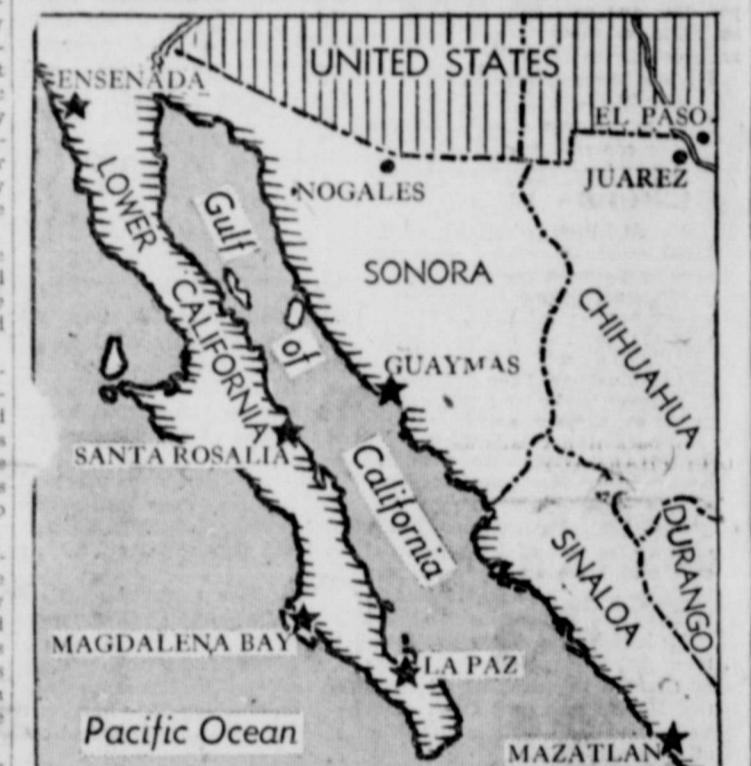 UNITED STATES
ENSENADA
EL PASO
JUAREZ
NOGALES
LOWER
CALIFORNIA
Gulf
of
California
SONORA
CHIHUAHUA
GUAYMAS
SANTA ROSALIA
SINALOA
DURANGO
MAGDALENA BAY
LA PAZ
Pacific Ocean
MAZATLAN